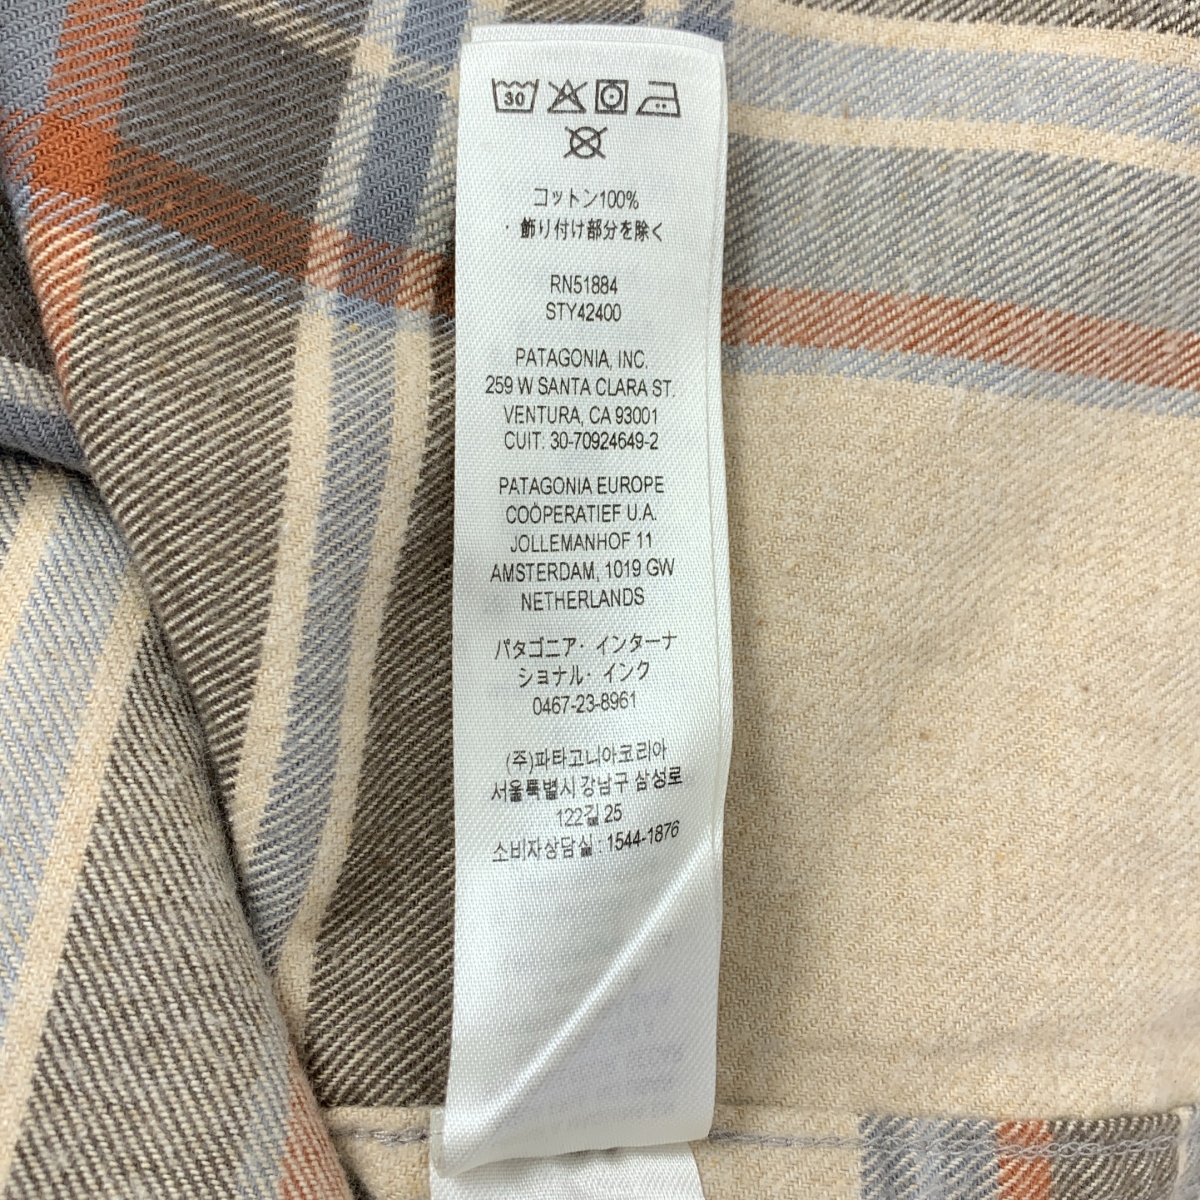 30
コットン100%
・飾り付け部分を除く
RN51884
STY42400
PATAGONIA, INC.
259 W SANTA CLARA ST.
VENTURA, CA 93001
CUIT: 30-70924649-2
PATAGONIA EUROPE
COÖPERATIEF U.A.
JOLLEMANHOF 11
AMSTERDAM, 1019 GW
NETHERLANDS
パタゴニア・インターナ
ショナル・インク
0467-23-8961
(주)파타고니아코리아
서울특별시 강남구 삼성로
122길 25
소비자상담실 : 1544-1876